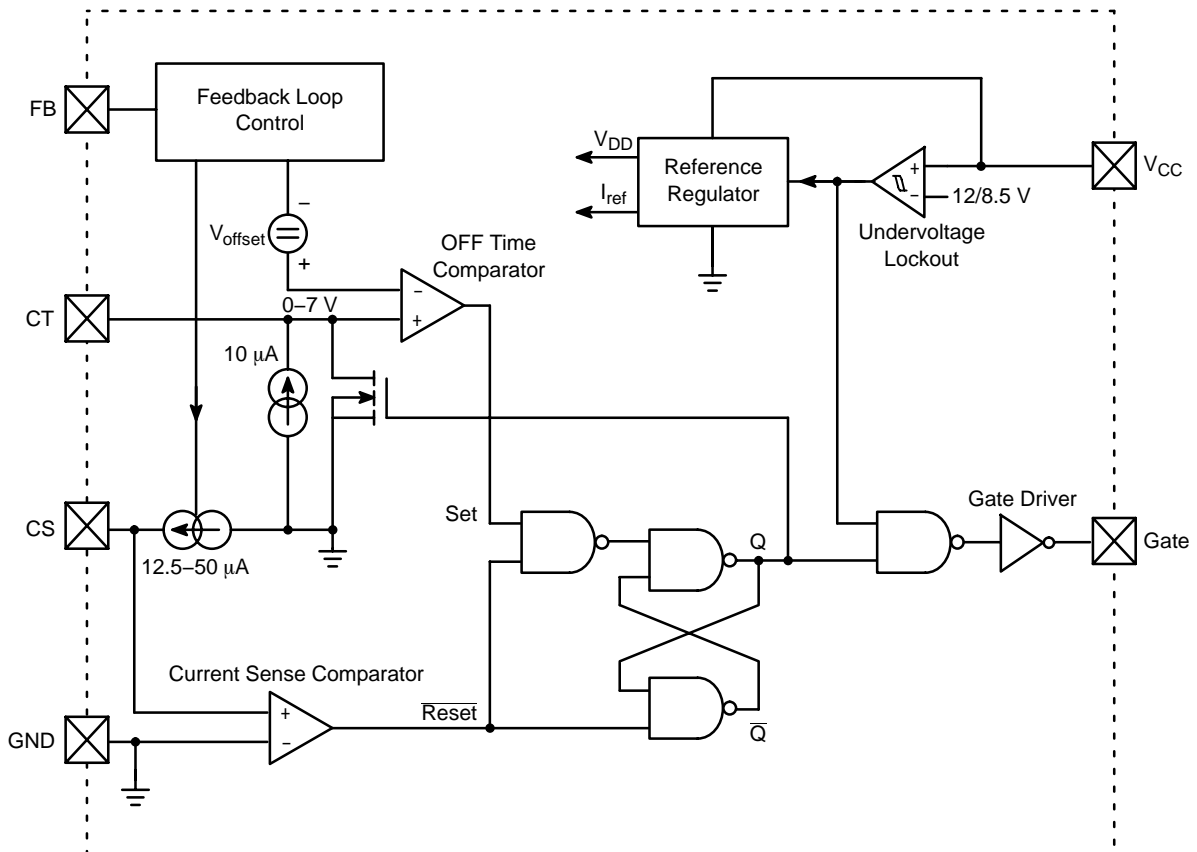 FB
Feedback Loop
Control
VDD
Iref
Reference
Regulator
+
−
12/8.5 V
VCC
Undervoltage
Lockout
−
Voffset
+
OFF Time
Comparator
−
+
CT
0–7 V
10 μA
CS
12.5–50 μA
Set
Q
Gate Driver
Gate
Current Sense Comparator
+
−
R̅e̅s̅e̅t̅
Q̅
GND